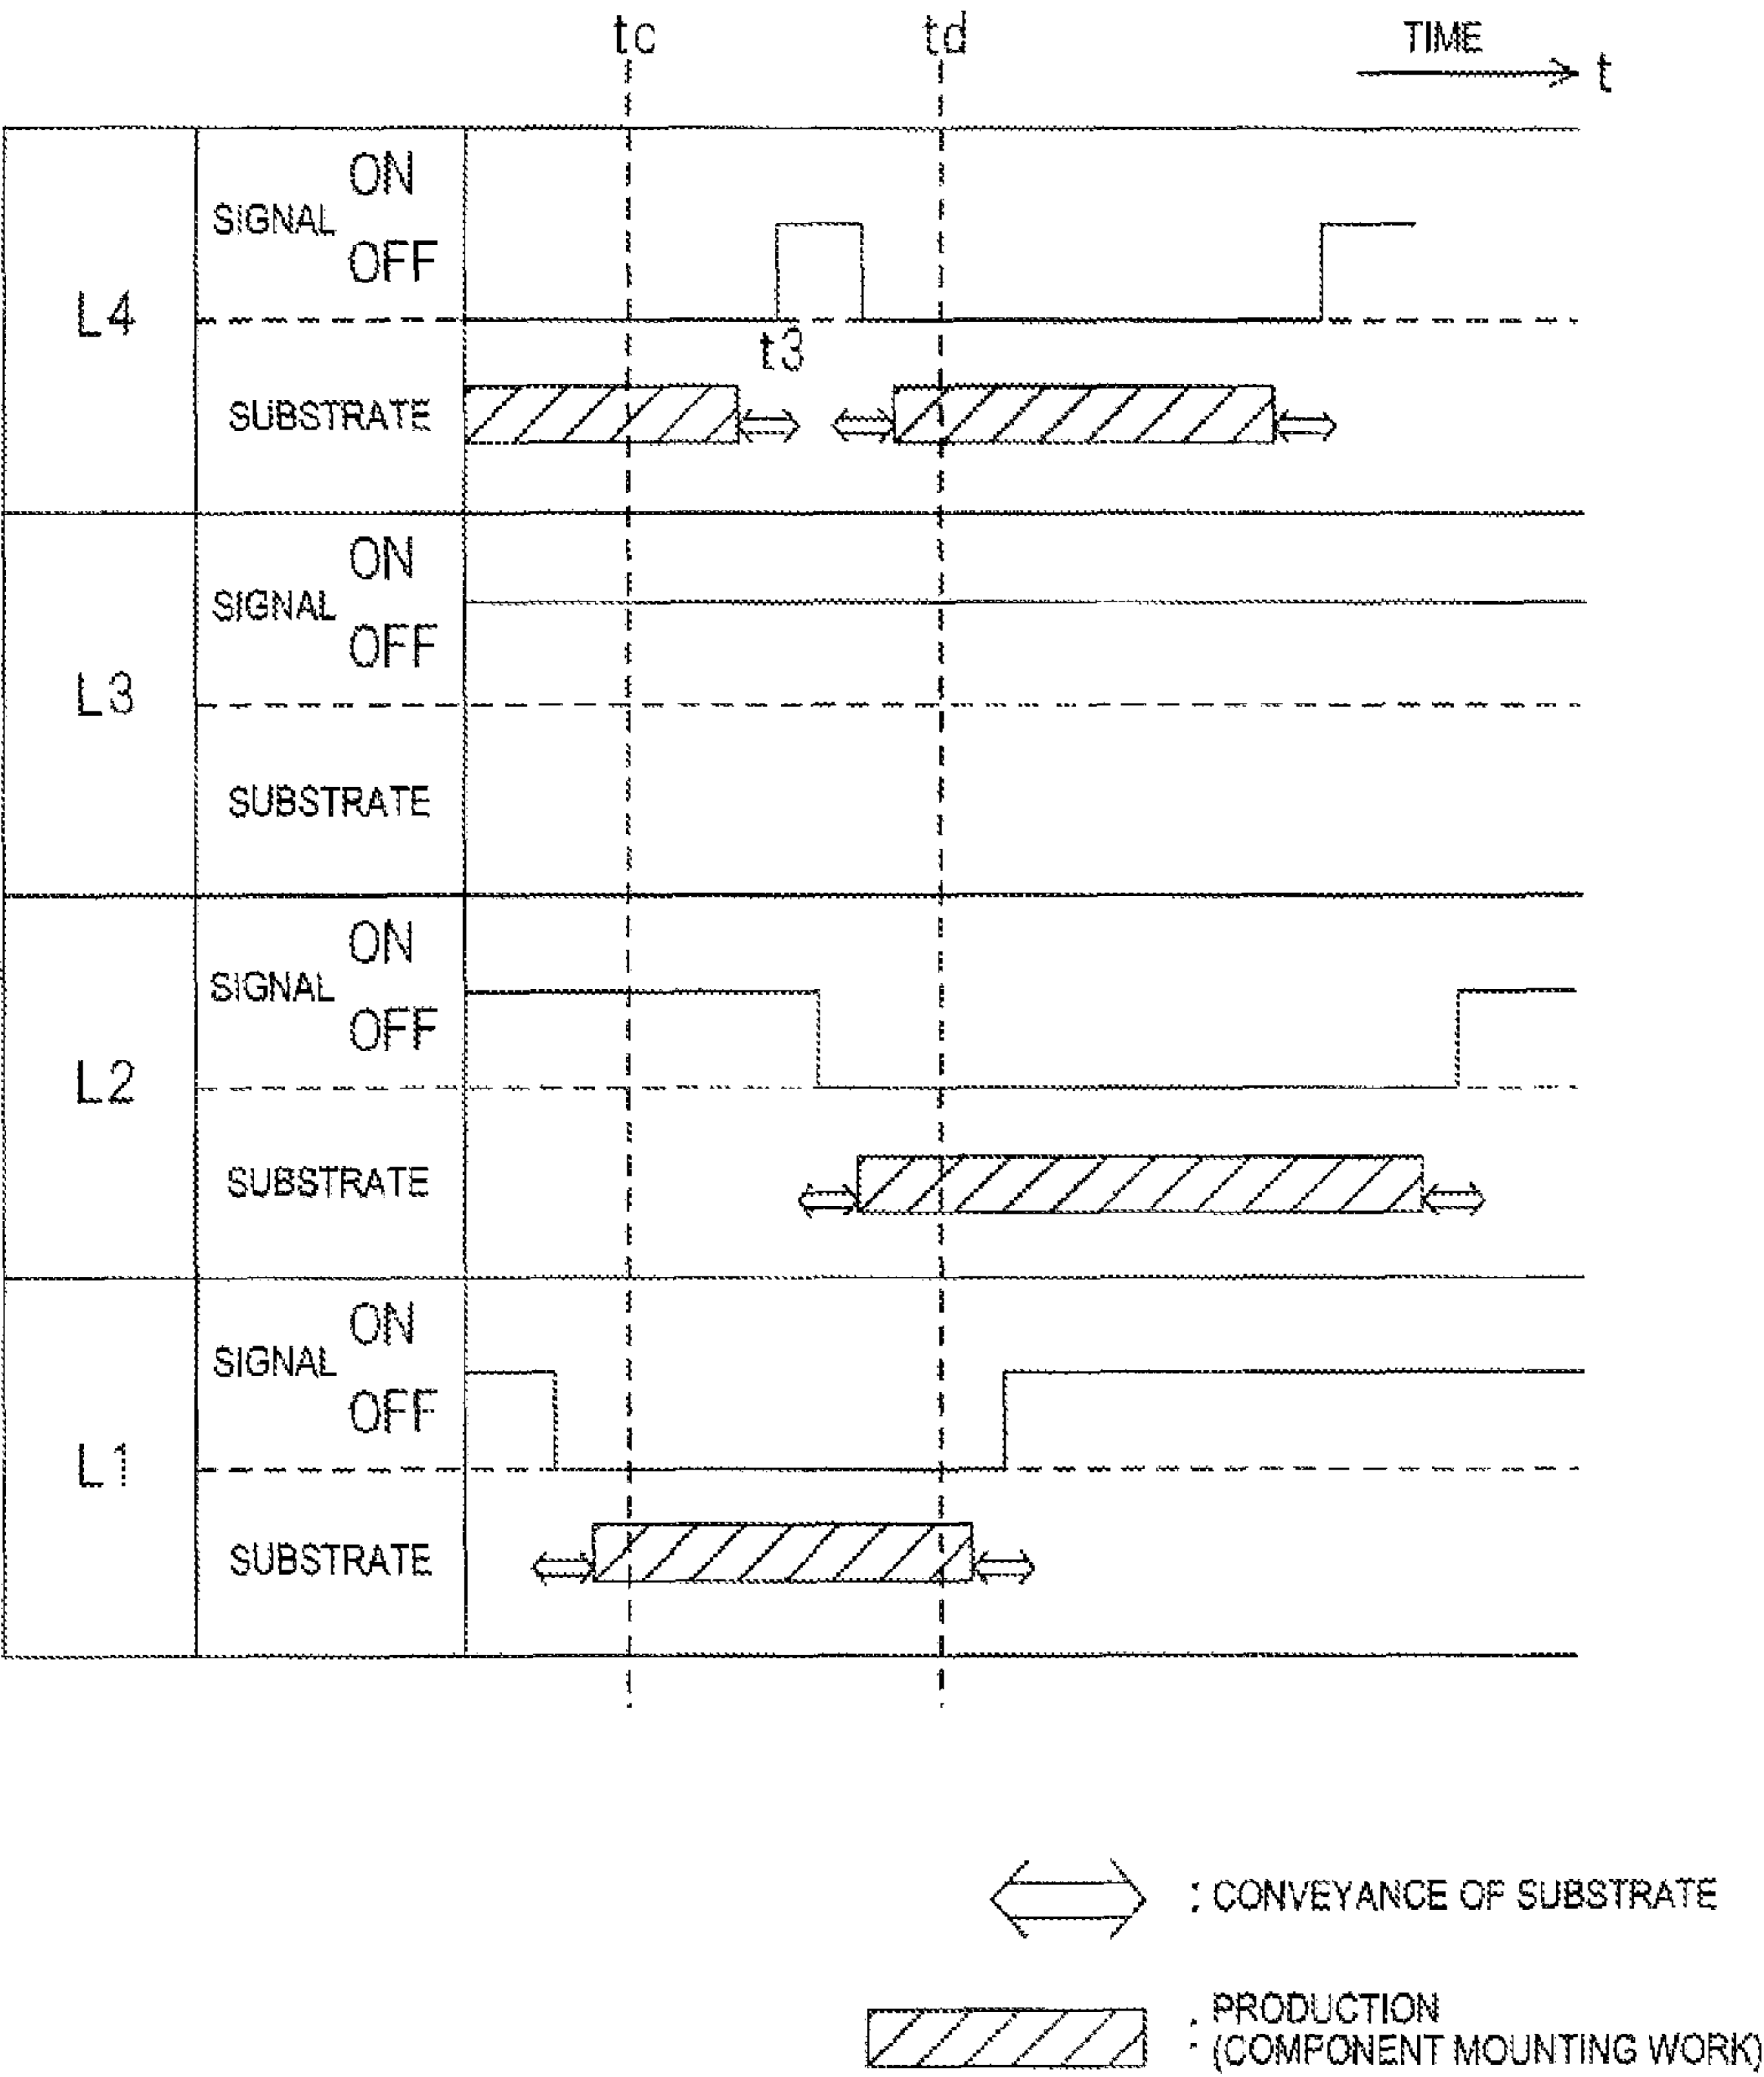 tc
td
TIME
t
L4
SIGNAL
ON
OFF
t3
SUBSTRATE
L3
SIGNAL
ON
OFF
SUBSTRATE
L2
SIGNAL
ON
OFF
SUBSTRATE
L1
SIGNAL
ON
OFF
SUBSTRATE
: CONVEYANCE OF SUBSTRATE
: PRODUCTION
(COMPONENT MOUNTING WORK)